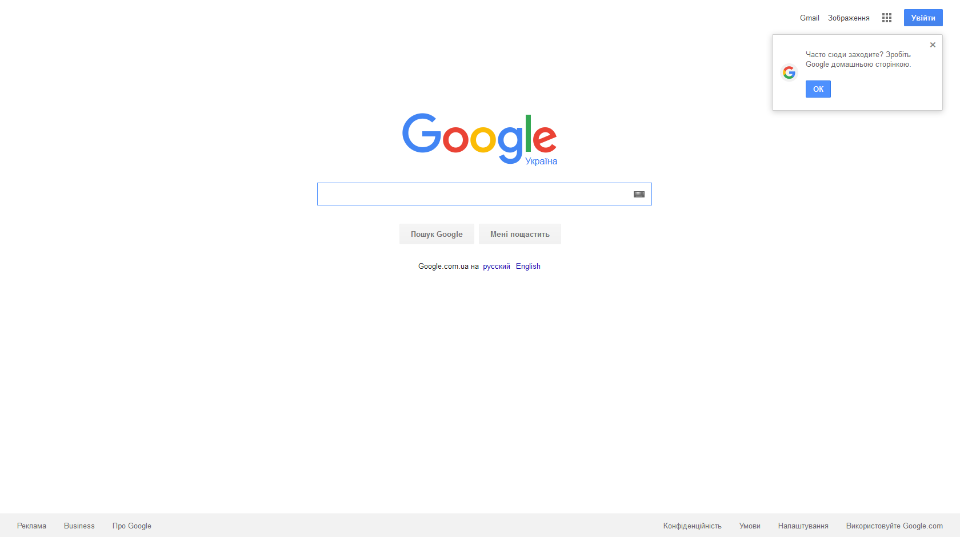 Gmail Зображення Увійти
Часто сюди заходите? Зробіть
Google домашньою сторінкою.
ОК
Google
Україна
Пошук Google Мені пощастить
Google.com.ua на русский English
Реклама Business Про Google Конфіденційність Умови Налаштування Використовуйте Google.com